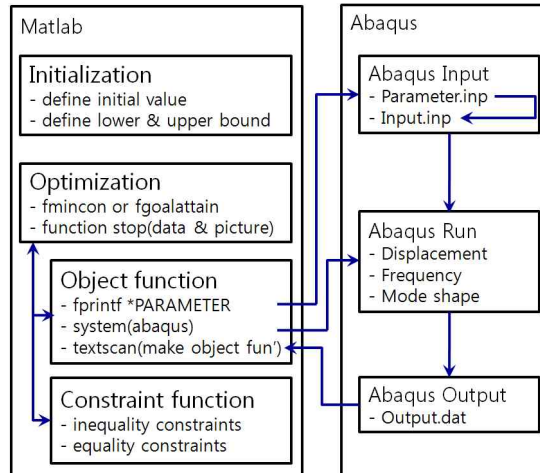 Matlab
Initialization
- define initial value
- define lower & upper bound
Optimization
- fmincon or fgoalattain
- function stop(data & picture)
Object function
- fprintf *PARAMETER
- system(abaqus)
- textscan(make object fun')
Constraint function
- inequality constraints
- equality constraints
Abaqus
Abaqus Input
- Parameter.inp
- Input.inp
Abaqus Run
- Displacement
- Frequency
- Mode shape
Abaqus Output
- Output.dat